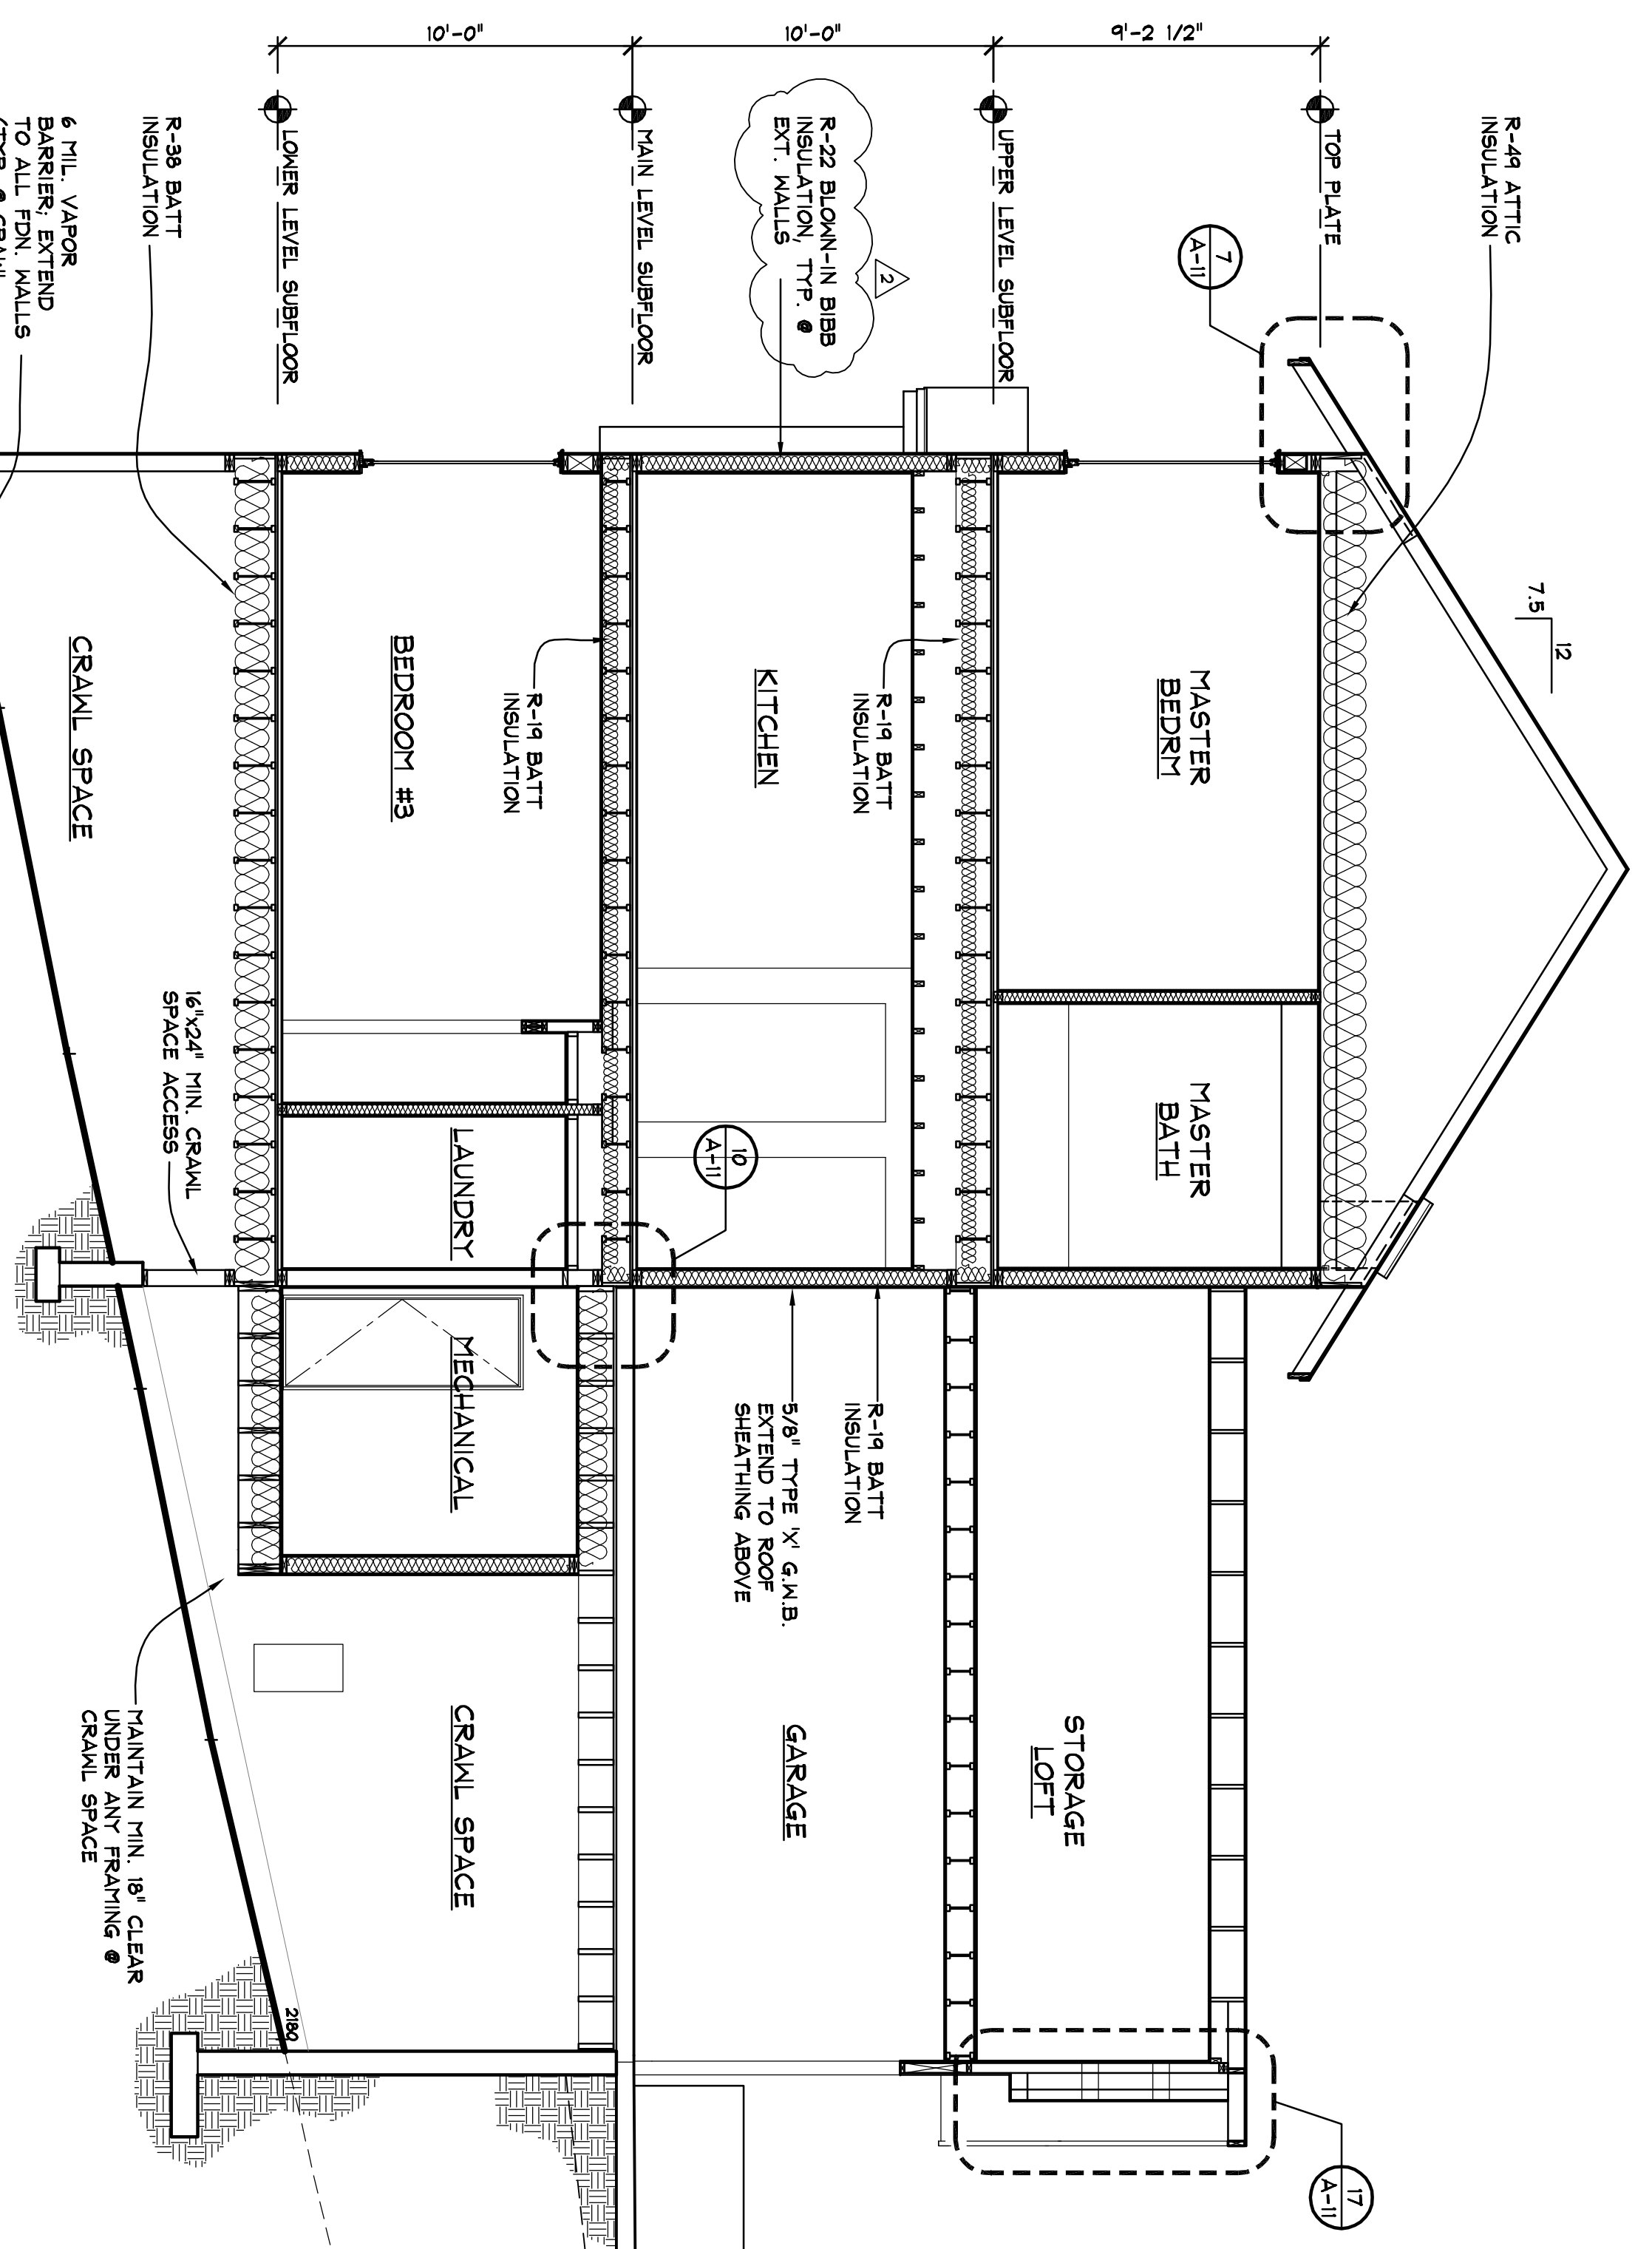 R-49 ATTIC
INSULATION
7.5
12
TOP PLATE
7
A-11
9'-2 1/2"
MASTER
BEDRM
MASTER
BATH
17
A-11
STORAGE
LOFT
UPPER LEVEL SUBFLOOR
2
R-22 BLOWN-IN BIBB
INSULATION, TYP. @
EXT. WALLS
10'-0"
R-19 BATT
INSULATION
KITCHEN
R-19 BATT
INSULATION
5/8" TYPE 'X' G.W.B.
EXTEND TO ROOF
SHEATHING ABOVE
GARAGE
10
A-11
MAIN LEVEL SUBFLOOR
10'-0"
R-19 BATT
INSULATION
BEDROOM #3
LAUNDRY
MECHANICAL
CRAWL SPACE
LOWER LEVEL SUBFLOOR
2180
R-38 BATT
INSULATION
16"x24" MIN. CRAWL
SPACE ACCESS
MAINTAIN MIN. 18" CLEAR
UNDER ANY FRAMING @
CRAWL SPACE
CRAWL SPACE
6 MIL. VAPOR
BARRIER; EXTEND
TO ALL FDN. WALLS